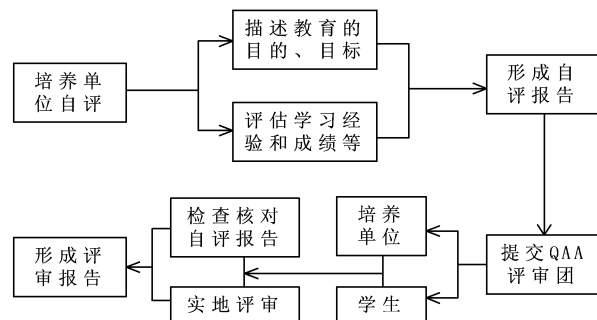 培养单
位自评
描述教育的
目的、目标
评估学习经
验和成绩等
形成自
评报告
提交QAA
评审团
培养
单位
学生
检查核对
自评报告
实地评审
形成评
审报告